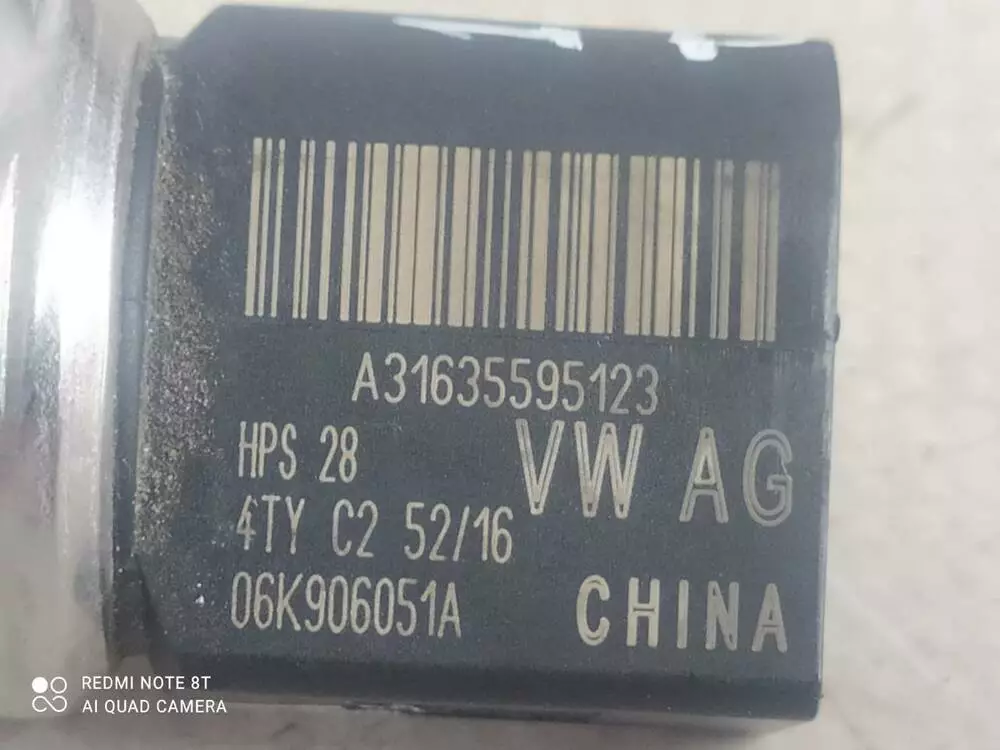 A31635595123
HPS 28
VW AG
4TY C2 52/16
06K906051A
CHINA
REDMI NOTE 8T
AI QUAD CAMERA